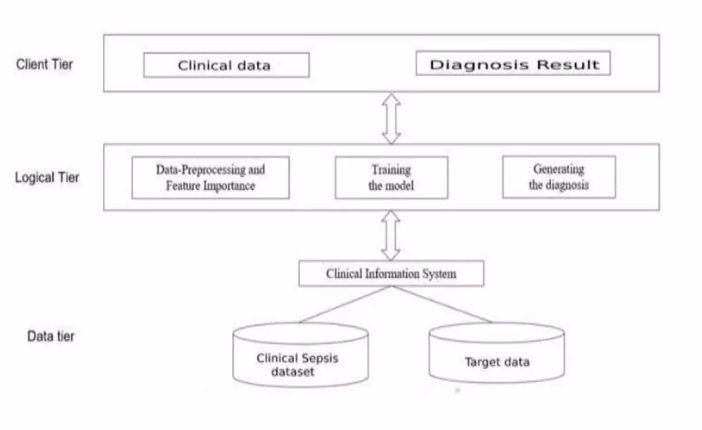 Client Tier
Clinical data
Diagnosis Result
Logical Tier
Data-Preprocessing and
Feature Importance
Training
the model
Generating
the diagnosis
Clinical Information System
Data tier
Clinical Sepsis
dataset
Target data